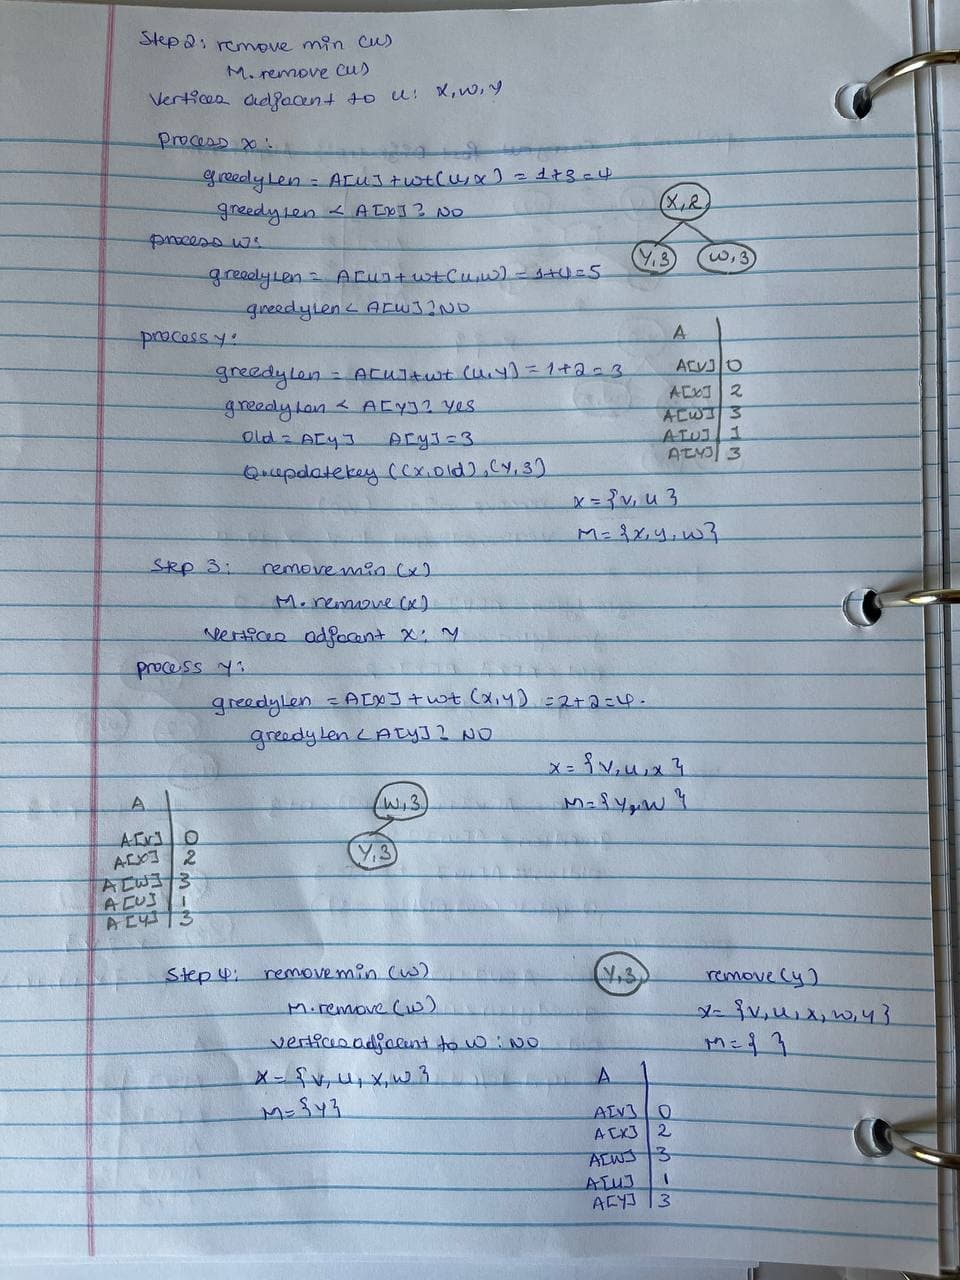 Step 2: remove min (u)
M. remove (u)
Vertices adjacent to u: x, w, y
process x:
greedyLen = A[u] + wt(u, x) = 1+3 = 4
greedyLen < A[x]? NO
process w:
greedyLen = A[u] + wt(u, w) = 1+4 = 5
greedyLen < A[w]? NO
X, 2
Y, 3 W, 3
process y:
greedyLen = A[u] + wt (u, y) = 1+2 = 3
greedyLen < A[y]? Yes
Old = A[y] A[y] = 3
Q.updatekey ((x, old), (y, 3)
A
A[V] 0
A[X] 2
A[W] 3
A[U] 1
A[Y] 3
x = {v, u}
M = {x, y, w}
Step 3: remove min (x)
M. remove (x)
Vertices adjacent x: y
process y:
greedyLen = A[x] + wt (x, y) = 2+2 = 4.
greedyLen < A[y]? NO
x = {v, u, x}
M = {y, w}
A
A[V] 0
A[X] 2
A[W] 3
A[U] 1
A[Y] 3
W, 3
Y, 3
Step 4: remove min (w)
M. remove (w)
vertices adjacent to w: NO
x = {v, u, x, w}
M = {y}
Y, 3 remove (y)
x = {v, u, x, w, y}
M = { }
A
A[V] 0
A[X] 2
A[W] 3
A[U] 1
A[Y] 3